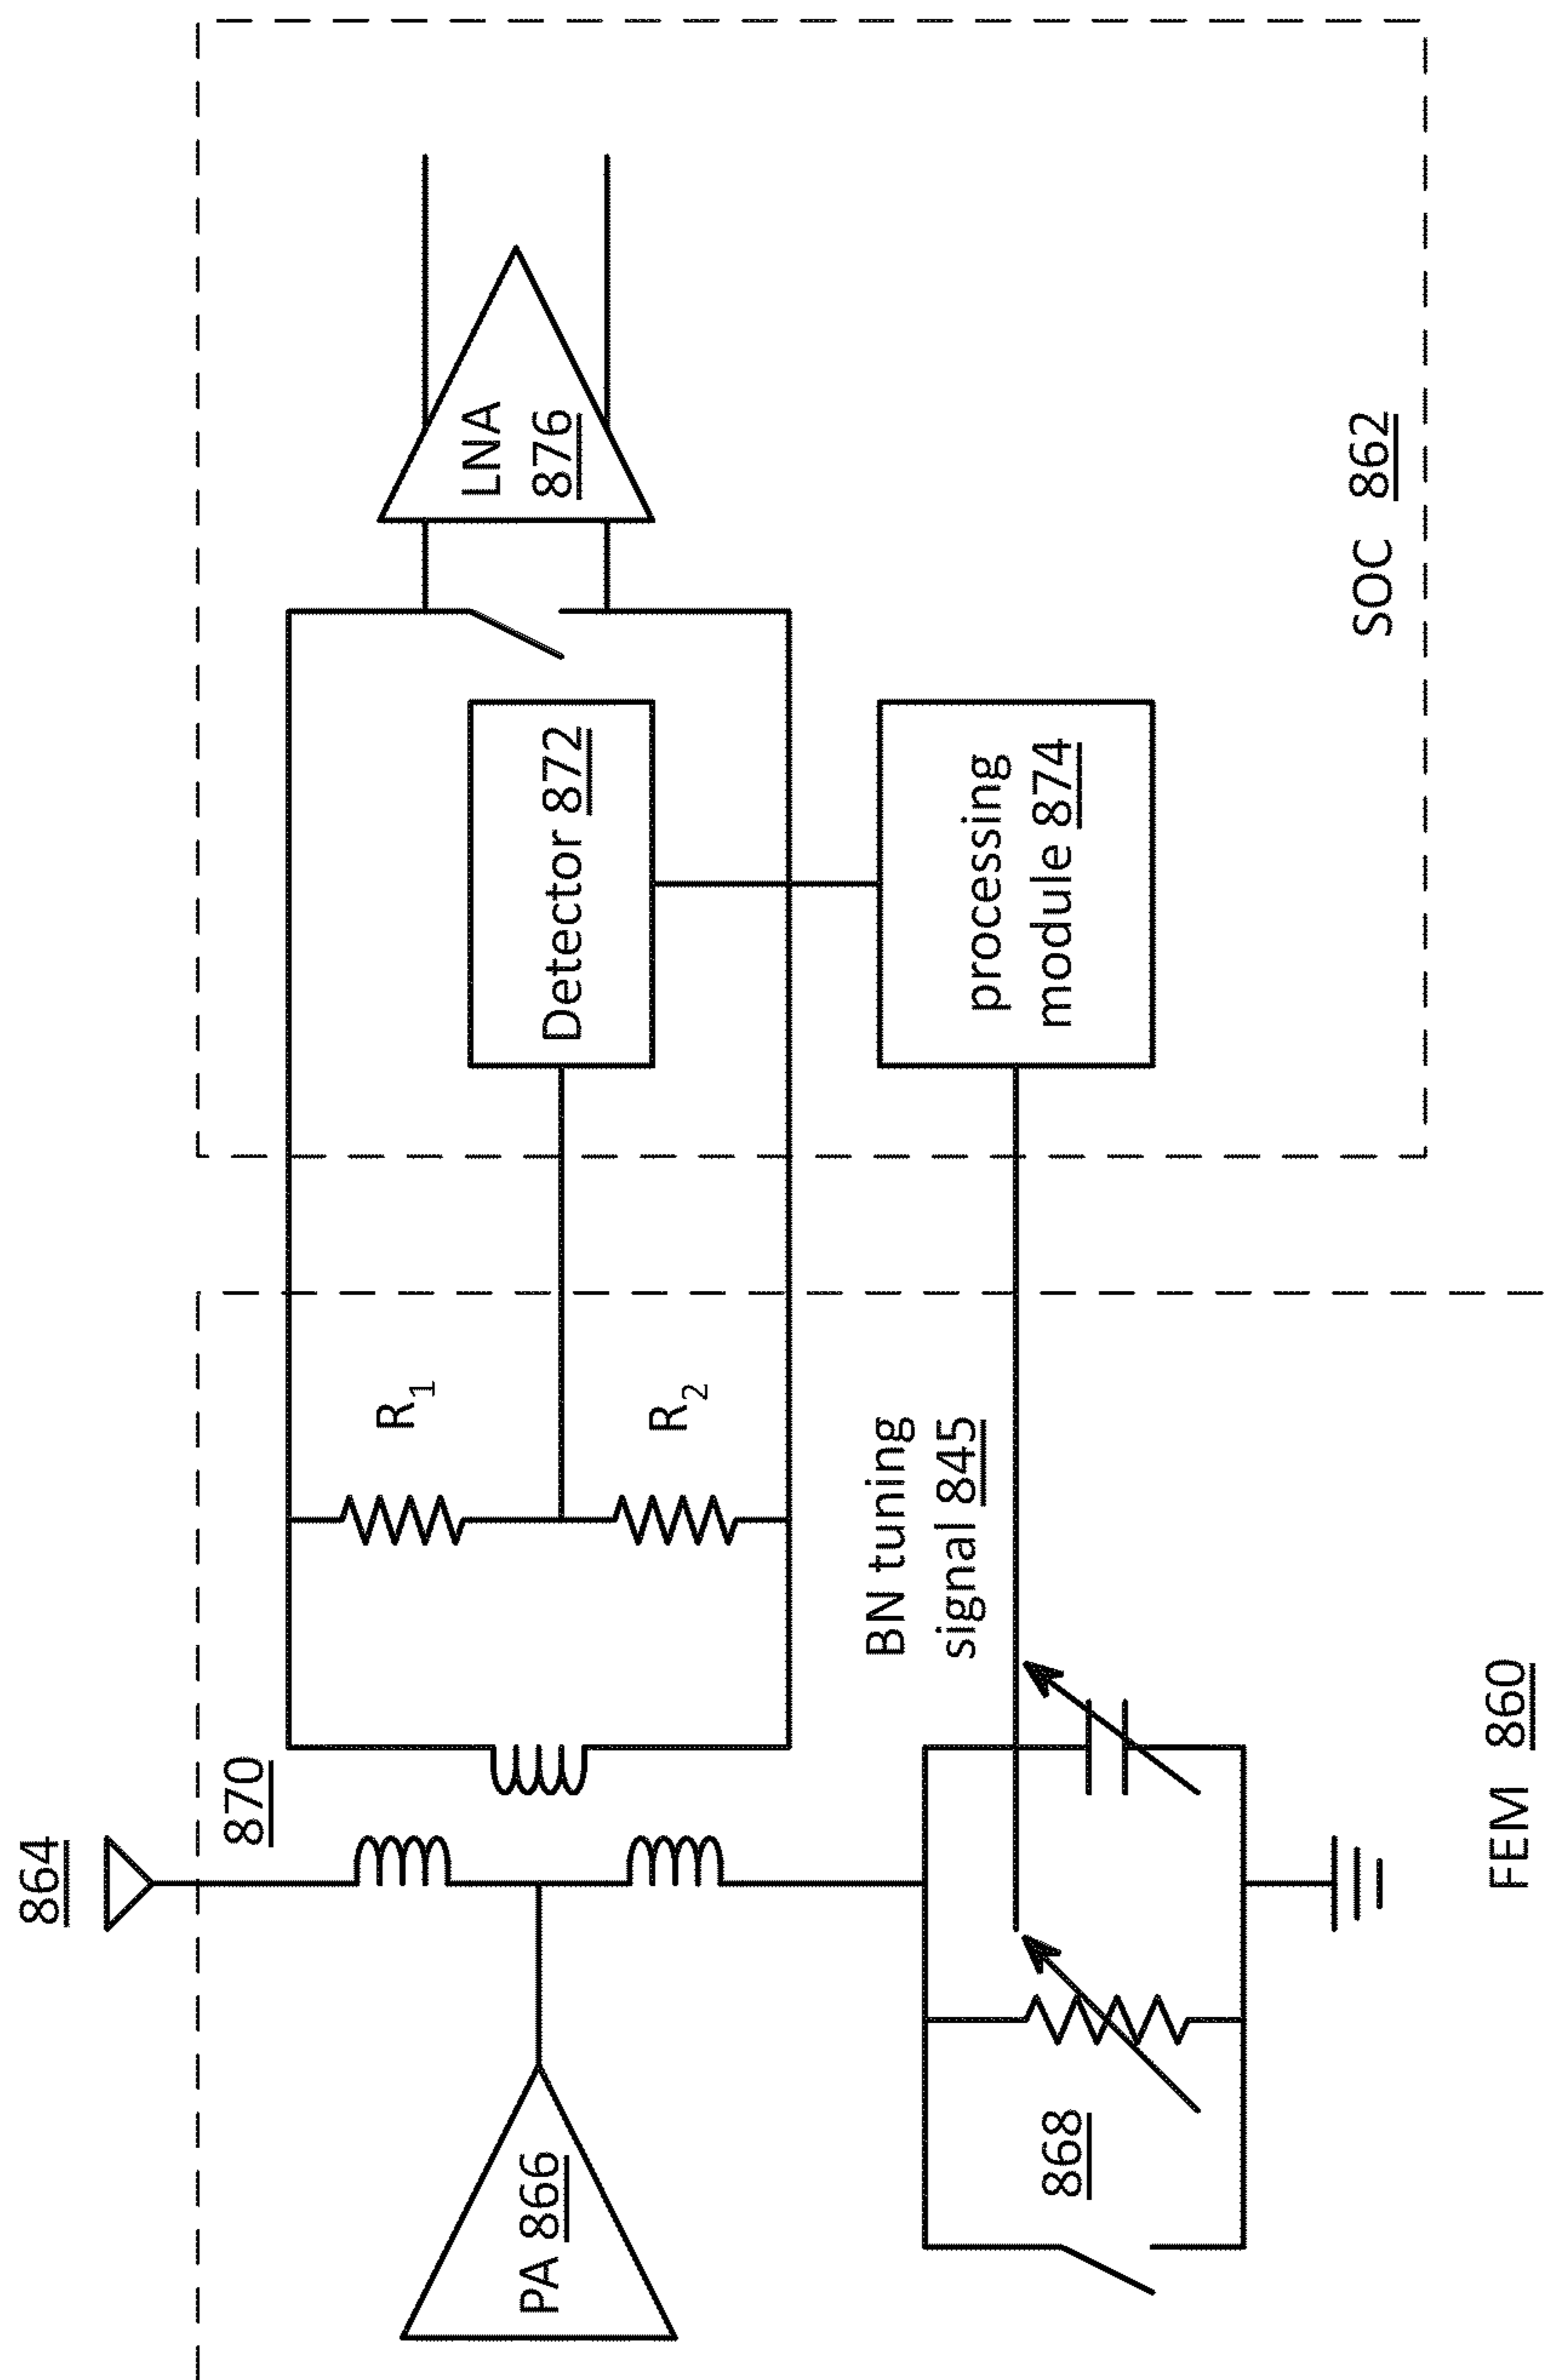 864
870
PA 866
868
FEM 860
R1
R2
BN tuning
signal 845
Detector 872
processing
module 874
LNA
876
SOC 862